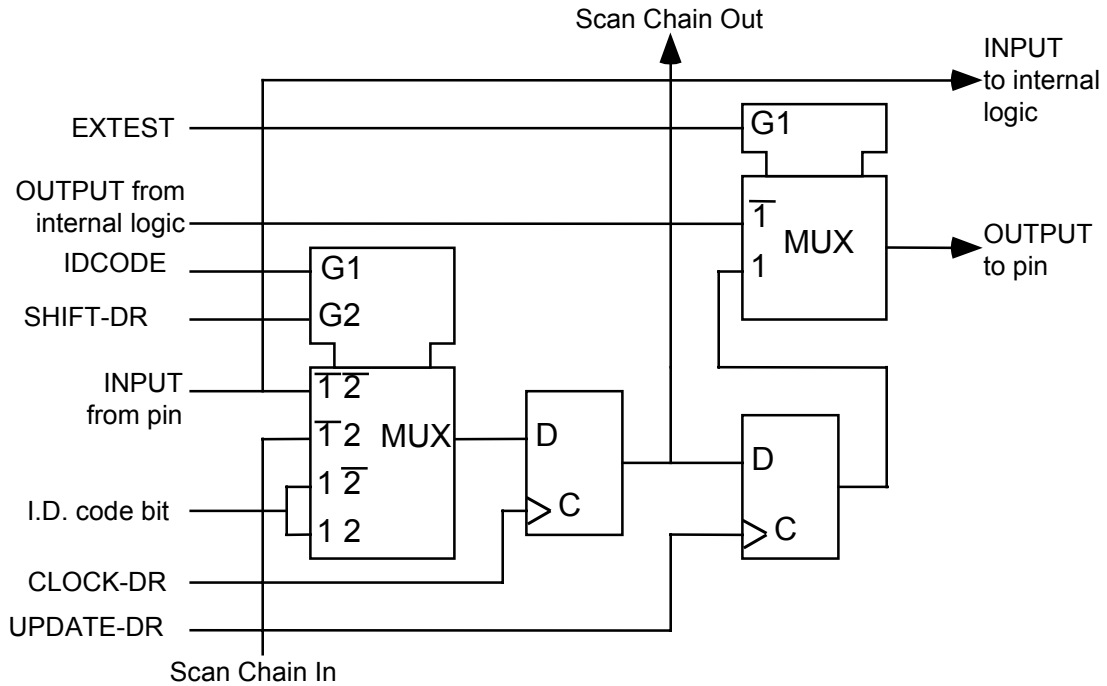 Scan Chain Out
INPUT
to internal
logic
EXTEST
G1
OUTPUT from
internal logic
1
MUX
1
OUTPUT
to pin
IDCODE
G1
SHIFT-DR
G2
INPUT
from pin
1̅ 2̅
1̅ 2
MUX
1 2̅
1 2
D
C
D
C
I.D. code bit
CLOCK-DR
UPDATE-DR
Scan Chain In